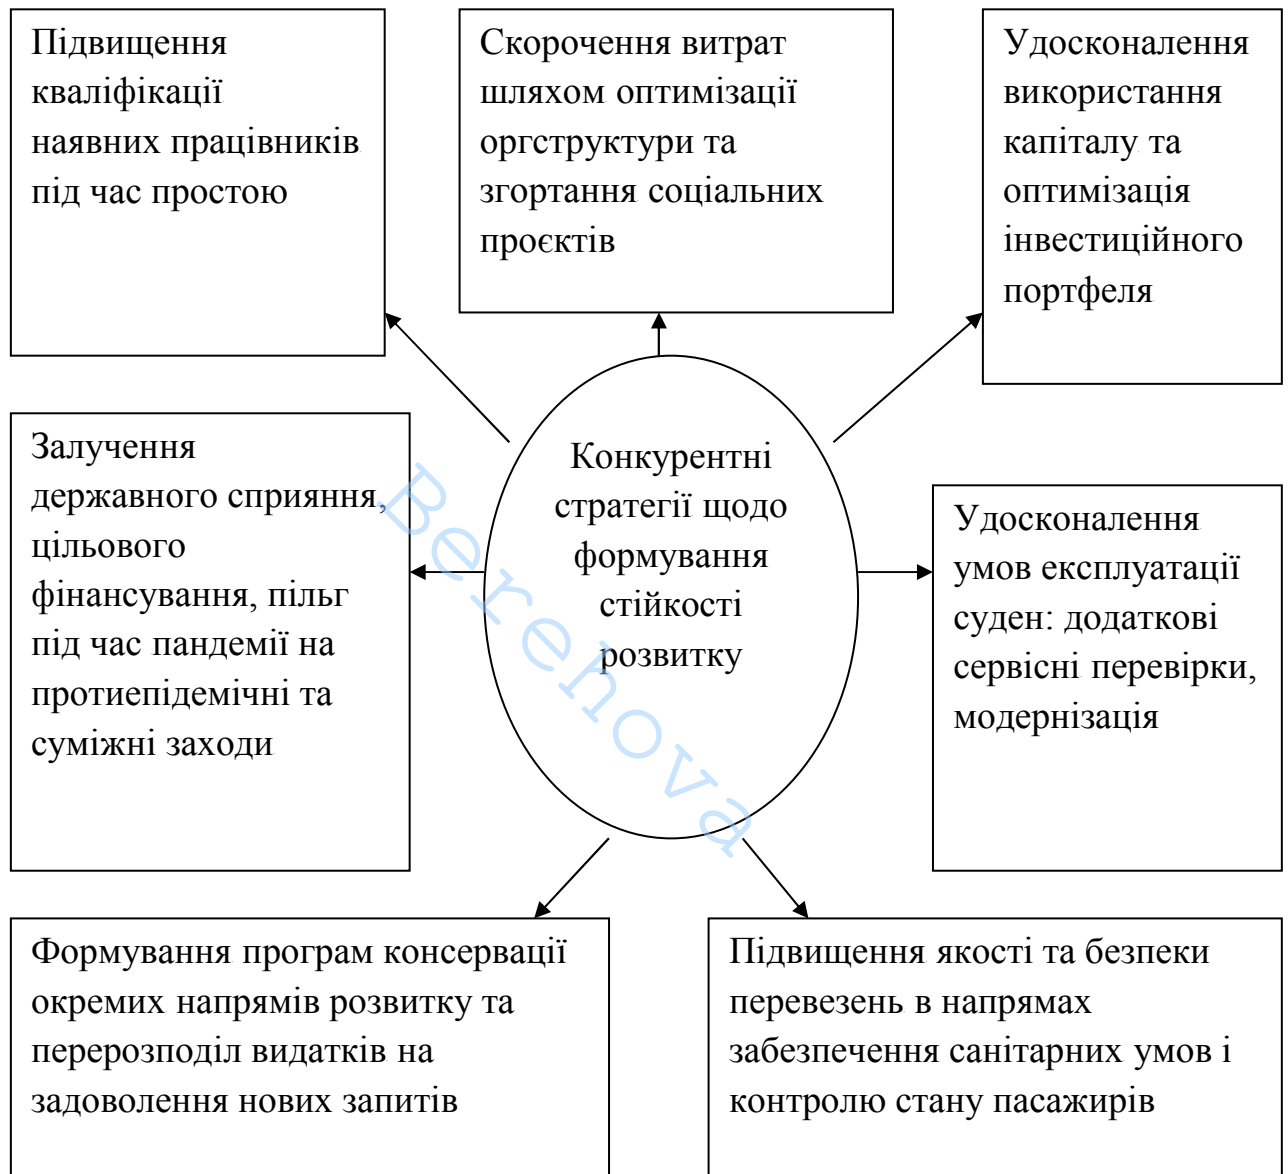 Підвищення
кваліфікації
наявних працівників
під час простою
Скорочення витрат
шляхом оптимізації
оргструктури та
згортання соціальних
проєктів
Удосконалення
використання
капіталу та
оптимізація
інвестиційного
портфеля
Залучення
державного сприяння,
цільового
фінансування, пільг
під час пандемії на
протиепідемічні та
суміжні заходи
Конкурентні
стратегії щодо
формування
стійкості
розвитку
Удосконалення
умов експлуатації
суден: додаткові
сервісні перевірки,
модернізація
Формування програм консервації
окремих напрямів розвитку та
перерозподіл видатків на
задоволення нових запитів
Підвищення якості та безпеки
перевезень в напрямах
забезпечення санітарних умов і
контролю стану пасажирів
Berehova